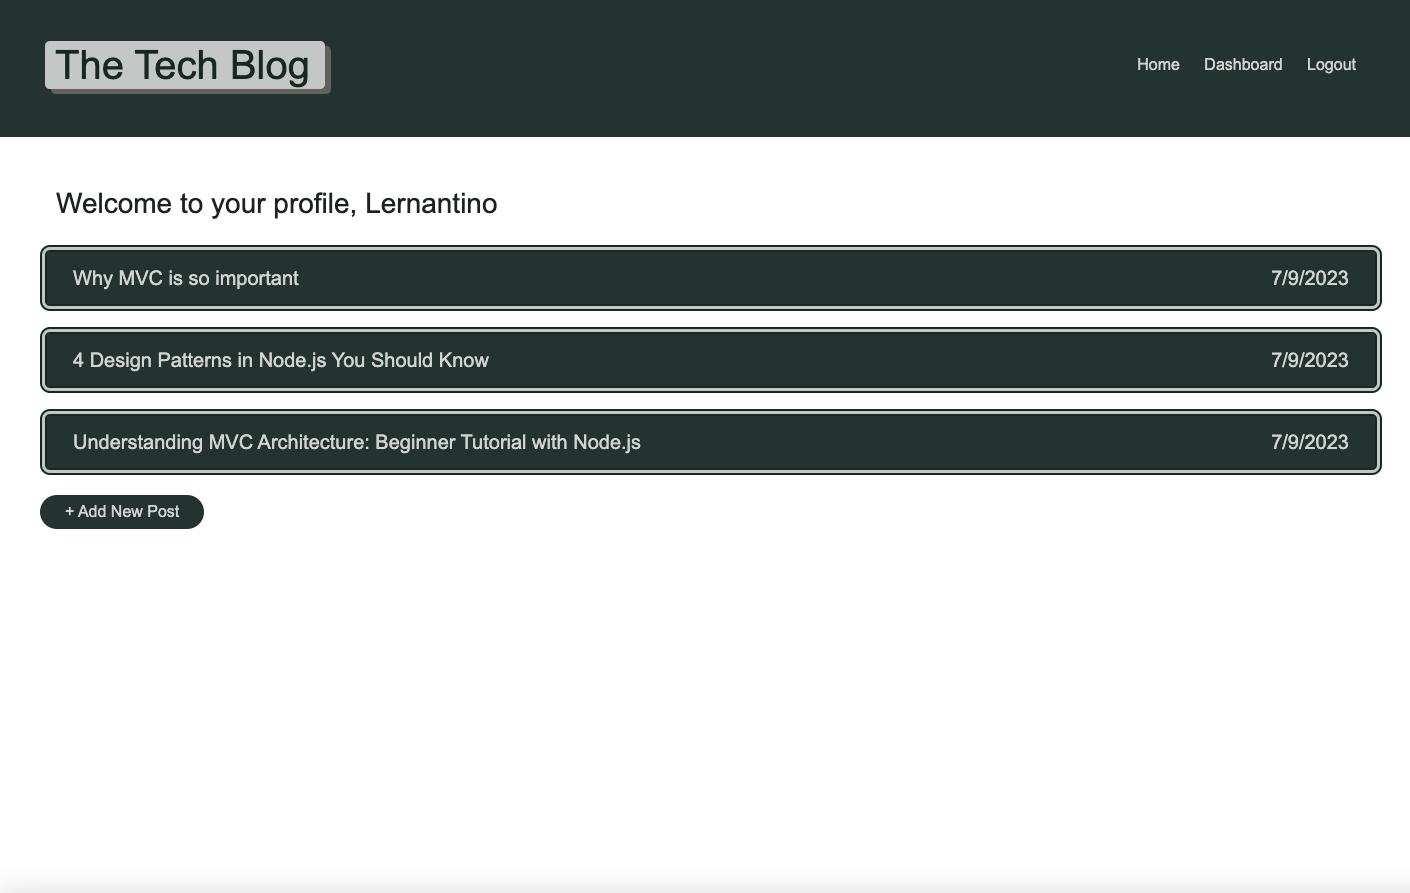 The Tech Blog
Home Dashboard Logout
Welcome to your profile, Lernantino
Why MVC is so important 7/9/2023
4 Design Patterns in Node.js You Should Know 7/9/2023
Understanding MVC Architecture: Beginner Tutorial with Node.js 7/9/2023
+ Add New Post